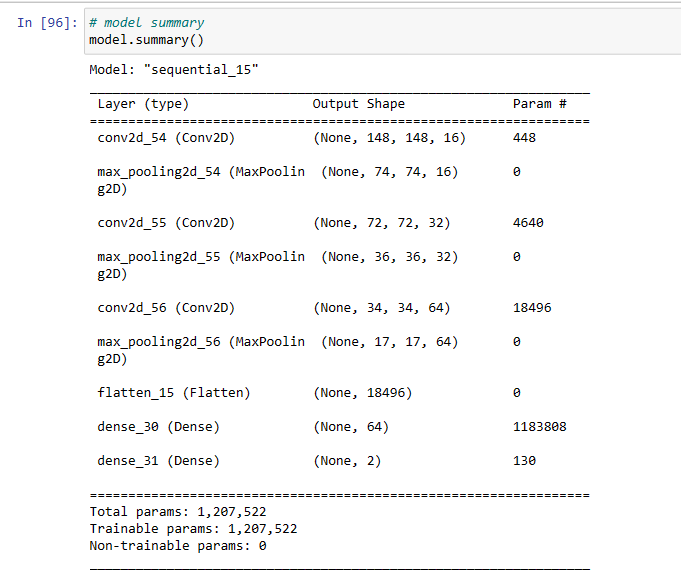 In [96]: # model summary
model.summary()
Model: "sequential_15"
Layer (type) Output Shape Param #
conv2d_54 (Conv2D) (None, 148, 148, 16) 448
max_pooling2d_54 (MaxPoolin (None, 74, 74, 16) 0
g2D)
conv2d_55 (Conv2D) (None, 72, 72, 32) 4640
max_pooling2d_55 (MaxPoolin (None, 36, 36, 32) 0
g2D)
conv2d_56 (Conv2D) (None, 34, 34, 64) 18496
max_pooling2d_56 (MaxPoolin (None, 17, 17, 64) 0
g2D)
flatten_15 (Flatten) (None, 18496) 0
dense_30 (Dense) (None, 64) 1183808
dense_31 (Dense) (None, 2) 130
Total params: 1,207,522
Trainable params: 1,207,522
Non-trainable params: 0